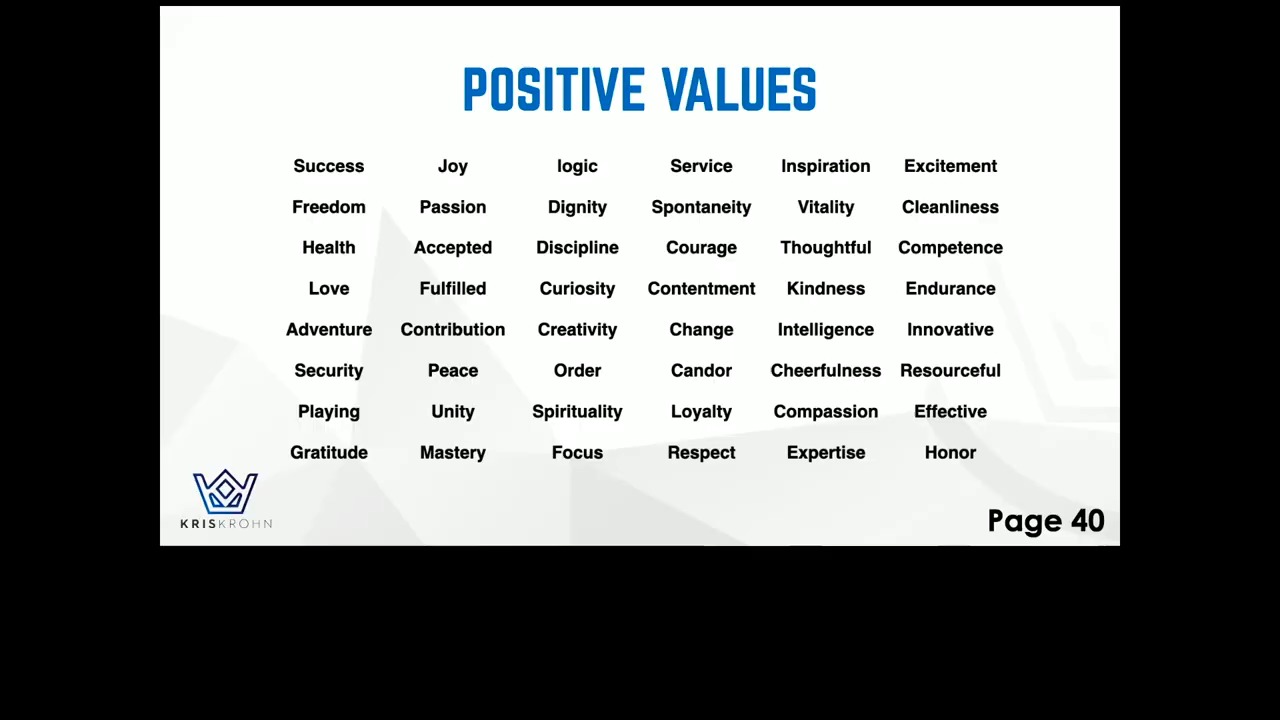 POSITIVE VALUES
Success Joy logic Service Inspiration Excitement
Freedom Passion Dignity Spontaneity Vitality Cleanliness
Health Accepted Discipline Courage Thoughtful Competence
Love Fulfilled Curiosity Contentment Kindness Endurance
Adventure Contribution Creativity Change Intelligence Innovative
Security Peace Order Candor Cheerfulness Resourceful
Playing Unity Spirituality Loyalty Compassion Effective
Gratitude Mastery Focus Respect Expertise Honor
KRISKROHN
Page 40